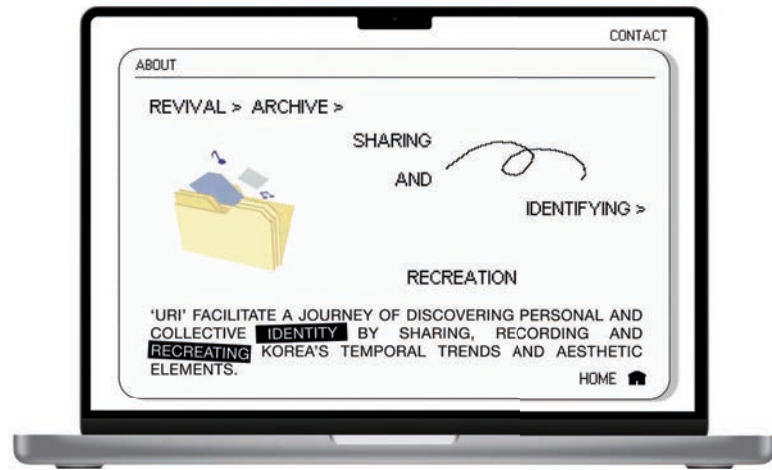 CONTACT
ABOUT
REVIVAL > ARCHIVE >
SHARING
AND
IDENTIFYING >
RECREATION
‘URI’ FACILITATE A JOURNEY OF DISCOVERING PERSONAL AND
COLLECTIVE IDENTITY BY SHARING, RECORDING AND
RECREATING KOREA'S TEMPORAL TRENDS AND AESTHETIC
ELEMENTS.
HOME